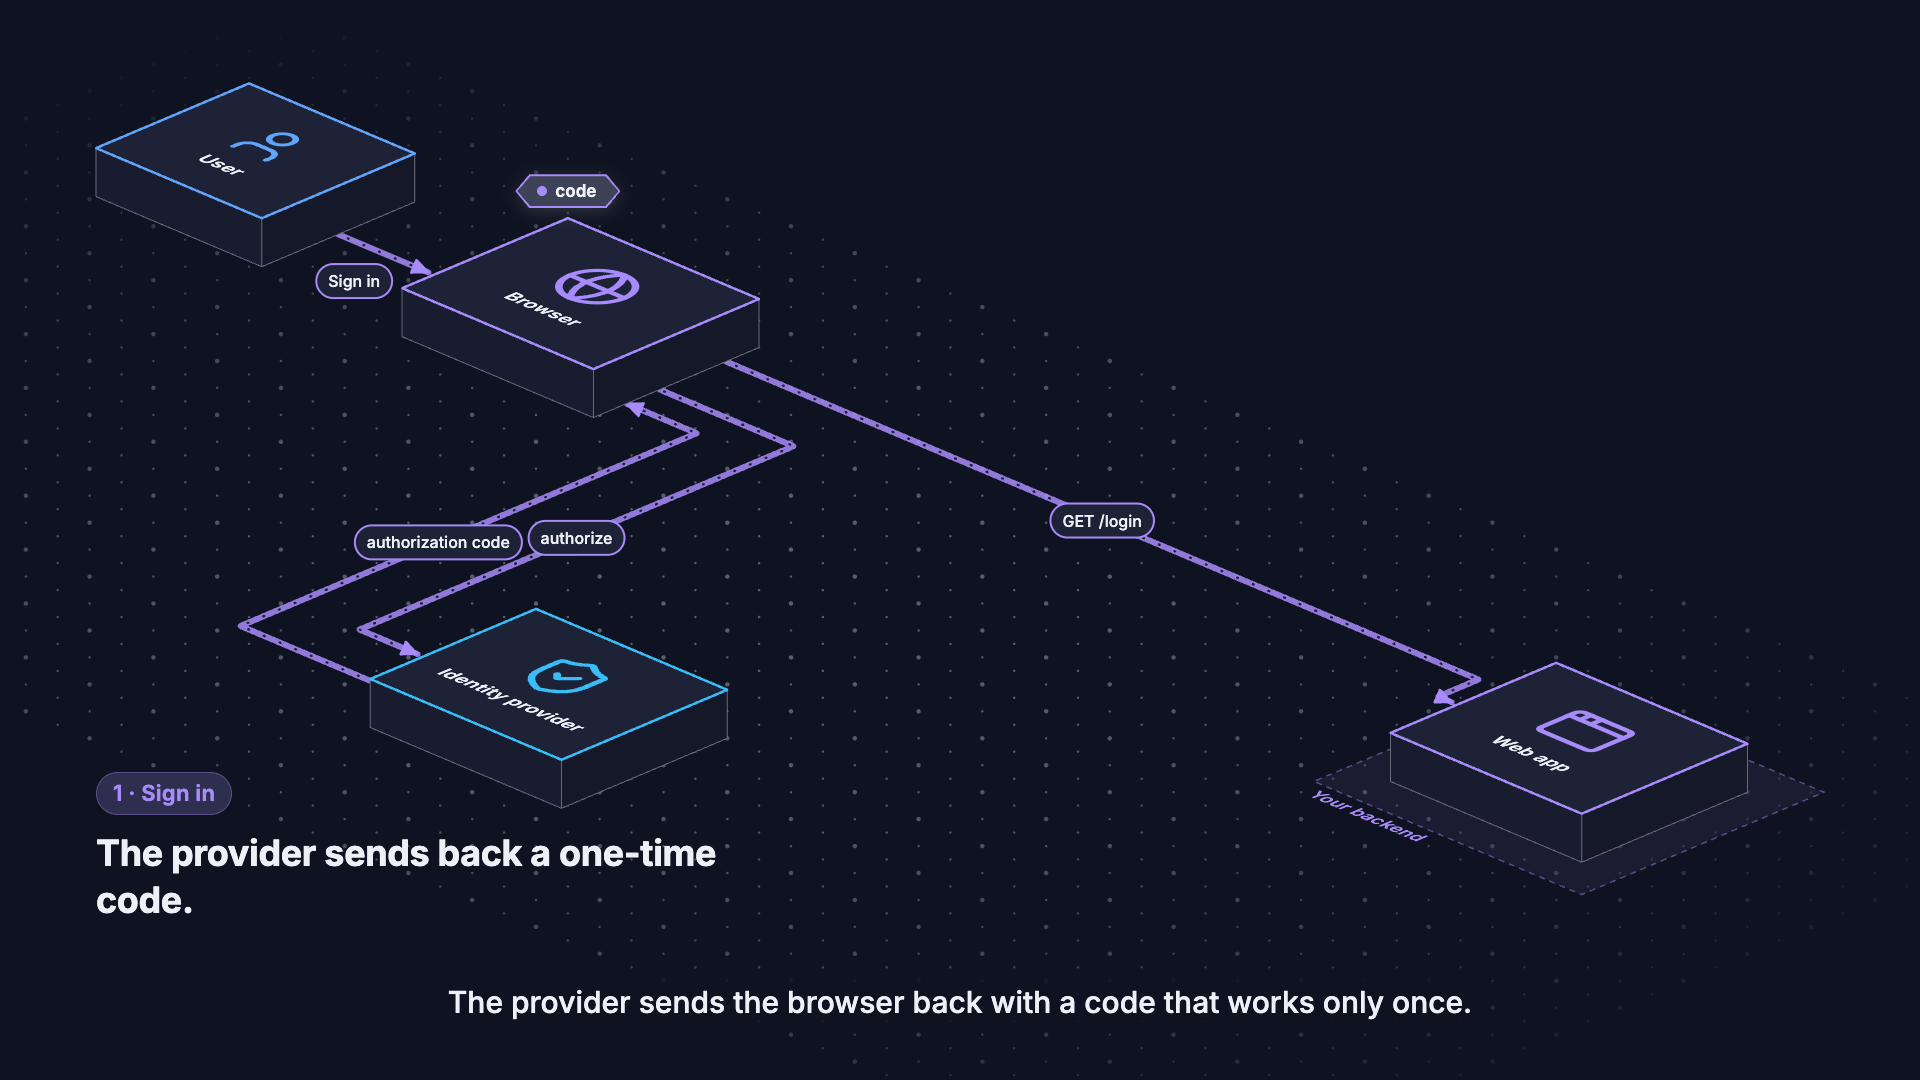 User
code
Sign in
Browser
GET /login
authorization code
authorize
Identity provider
Web app
Your backend
1 · Sign in
The provider sends back a one-time
code.
The provider sends the browser back with a code that works only once.